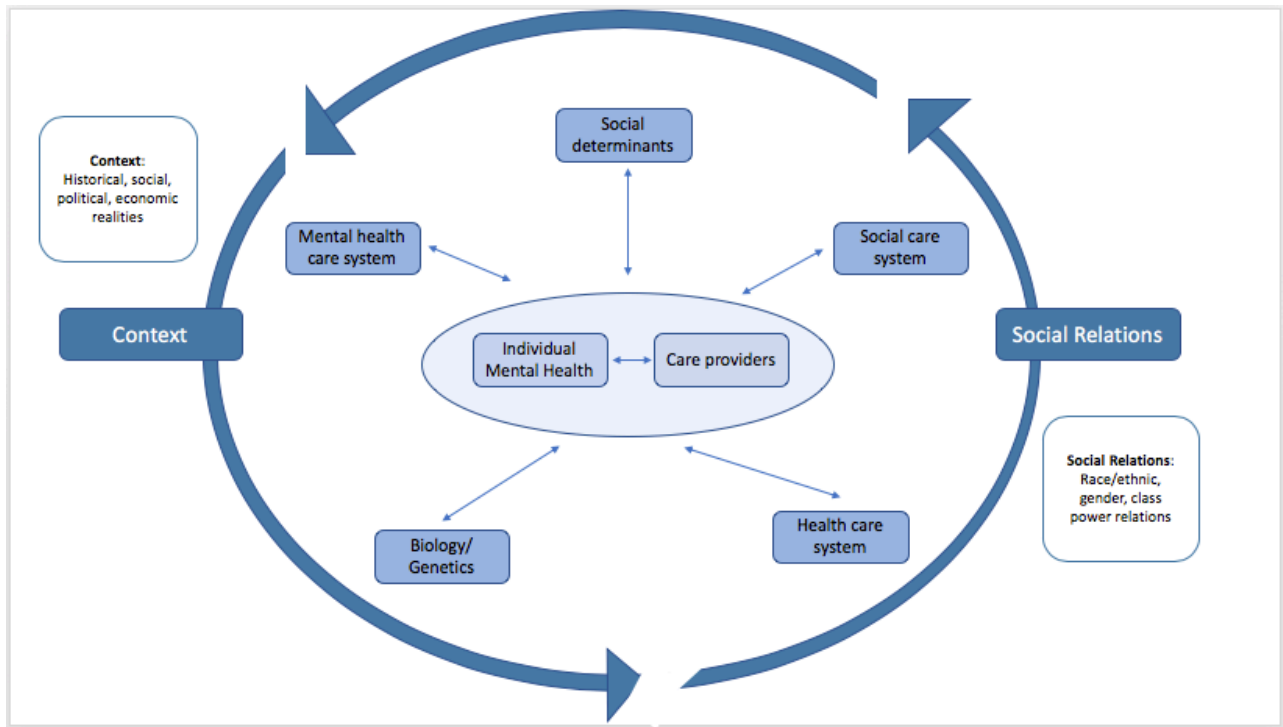 Social
determinants
Context:
Historical, social,
political, economic
realities
Mental health
care system
Social care
system
Context
Social Relations
Individual
Mental Health
Care providers
Social Relations:
Race/ethnic,
gender, class
power relations
Biology/
Genetics
Health care
system